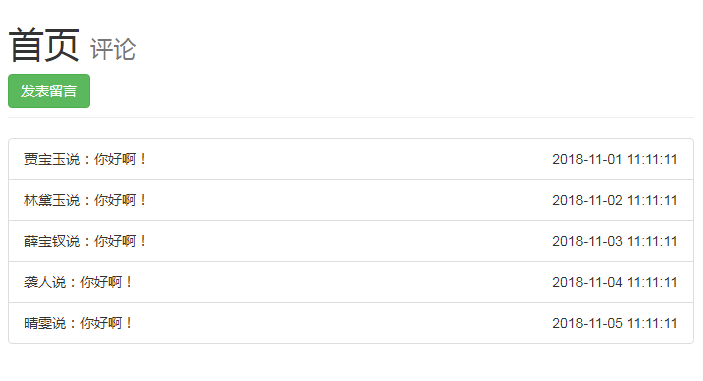 首页 评论
发表留言
贾宝玉说：你好啊！ 2018-11-01 11:11:11
林黛玉说：你好啊！ 2018-11-02 11:11:11
薛宝钗说：你好啊！ 2018-11-03 11:11:11
袭人说：你好啊！ 2018-11-04 11:11:11
晴雯说：你好啊！ 2018-11-05 11:11:11